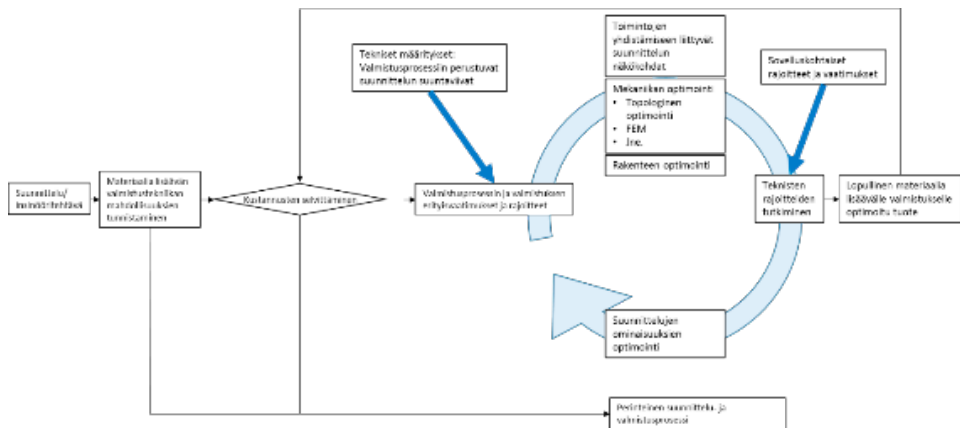 Toimintojen
yhdistämiseen liittyvät
suunnittelun
näkökohdat
Tekniset määritykset:
Valmistusprosessiin perustuvat
suunnittelun suuntaviivat
Sovelluskohtaiset
rajoitteet ja vaatimukset
Mekaniikan optimointi
• Topologinen
optimointi
• FEM
• Jne.
Rakenteen optimointi
Suunnittelu/
insinööritehtävä
Materiaalia lisäävän
valmistustekniikan
mahdollisuuksien
tunnistaminen
Kustannusten selvittäminen
Valmistusprosessin ja valmistuksen
erityisvaatimukset ja rajoitteet
Teknisten
rajoitteiden
tutkiminen
Lopullinen materiaalia
lisäävälle valmistukselle
optimoitu tuote
Suunnittelujen
ominaisuuksien
optimointi
Perinteinen suunnittelu- ja
valmistusprosessi